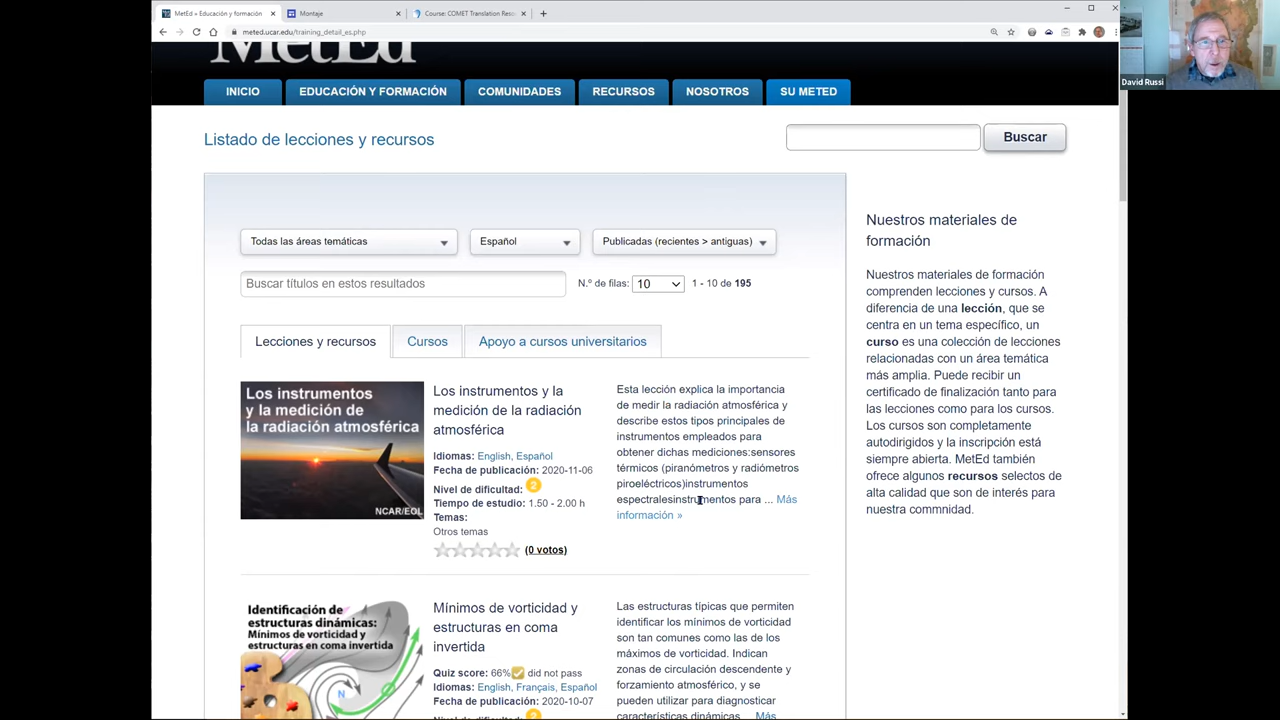 MetEd » Educación y formación
Montaje
Course: COMET Translation Reso
meted.ucar.edu/training_detail_es.php
David Russi
MetEd
INICIO
EDUCACIÓN Y FORMACIÓN
COMUNIDADES
RECURSOS
NOSOTROS
SU METED
Listado de lecciones y recursos
Buscar
Todas las áreas temáticas
Español
Publicadas (recientes > antiguas)
Buscar títulos en estos resultados
N.º de filas:
10
1 - 10 de 195
Lecciones y recursos
Cursos
Apoyo a cursos universitarios
Los instrumentos
y la medición de
la radiación atmosférica
NCAR/EOL
Los instrumentos y la
medición de la radiación
atmosférica
Idiomas: English, Español
Fecha de publicación: 2020-11-06
Nivel de dificultad: 2
Tiempo de estudio: 1.50 - 2.00 h
Temas:
Otros temas
(0 votos)
Esta lección explica la importancia
de medir la radiación atmosférica y
describe estos tipos principales de
instrumentos empleados para
obtener dichas mediciones:sensores
térmicos (piranómetros y radiómetros
piroeléctricos)instrumentos
espectralesinstrumentos para ... Más
información »
Identificación de
estructuras dinámicas:
Mínimos de vorticidad y
estructuras en coma invertida
N
Mínimos de vorticidad y
estructuras en coma
invertida
Quiz score: 66% did not pass
Idiomas: English, Français, Español
Fecha de publicación: 2020-10-07
Nivel de dificultad: 2
Las estructuras típicas que permiten
identificar los mínimos de vorticidad
son tan comunes como las de los
máximos de vorticidad. Indican
zonas de circulación descendente y
forzamiento atmosférico, y se
pueden utilizar para diagnosticar
características dinámicas. ... Más
Nuestros materiales de
formación
Nuestros materiales de formación
comprenden lecciones y cursos. A
diferencia de una lección, que se
centra en un tema específico, un
curso es una colección de lecciones
relacionadas con un área temática
más amplia. Puede recibir un
certificado de finalización tanto para
las lecciones como para los cursos.
Los cursos son completamente
autodirigidos y la inscripción está
siempre abierta. MetEd también
ofrece algunos recursos selectos de
alta calidad que son de interés para
nuestra commnidad.